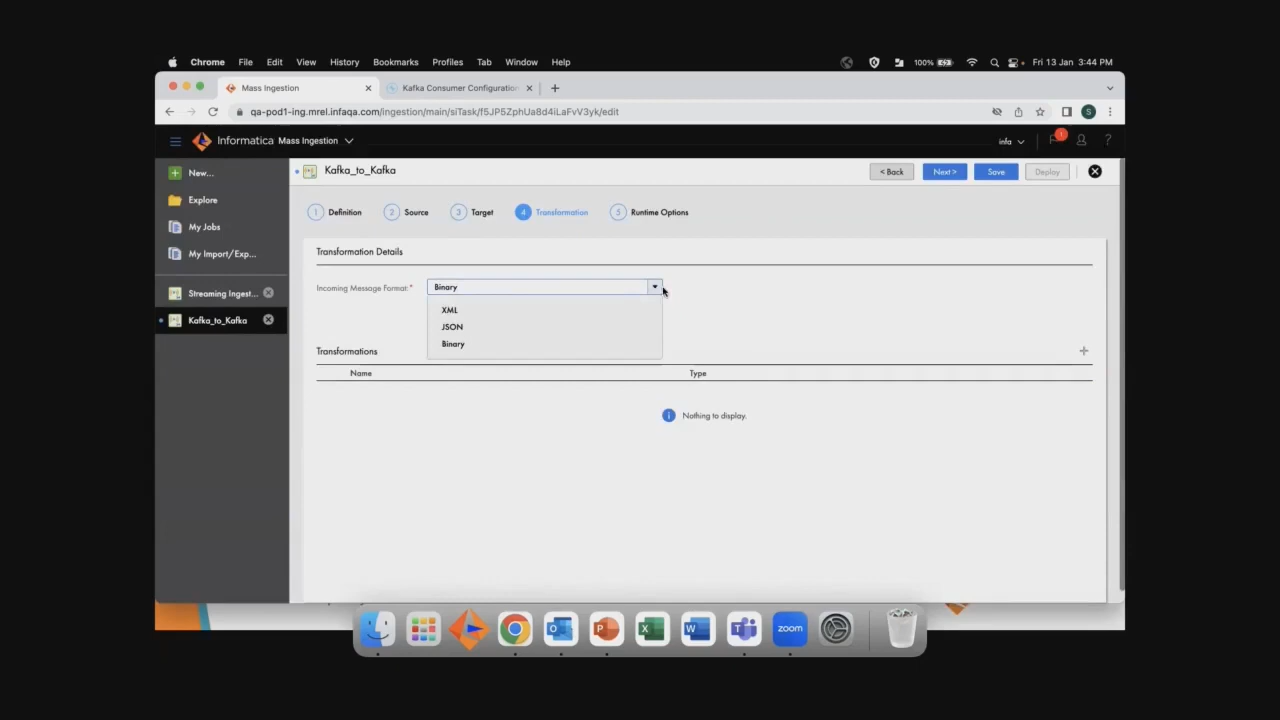 Chrome File Edit View History Bookmarks Profiles Tab Window Help 100% Fri 13 Jan 3:44 PM
Mass Ingestion Kafka Consumer Configuration
qa-pod1-ing.mrel.infaqa.com/ingestion/main/siTask/f5JP5ZphUa8d4iLaFvV3yk/edit S
Informatica Mass Ingestion infa 1 ?
New... Kafka_to_Kafka < Back Next > Save Deploy
Explore
1 Definition 2 Source 3 Target 4 Transformation 5 Runtime Options
My Jobs
My Import/Exp...
Transformation Details
Streaming Ingest...
Incoming Message Format * Binary
Kafka_to_Kafka
XML
JSON
Binary
Transformations
Name Type
Nothing to display.
zoom